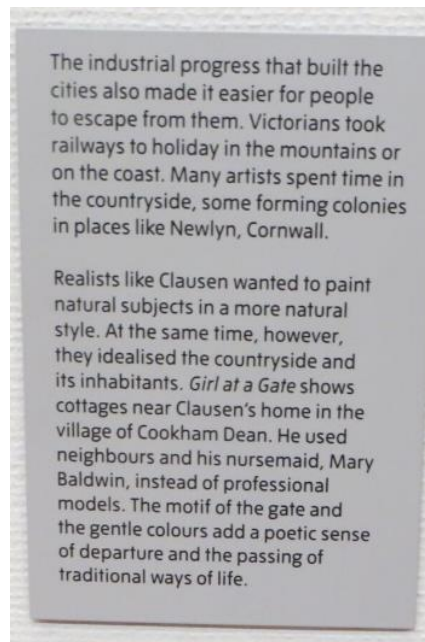 The industrial progress that built the
cities also made it easier for people
to escape from them. Victorians took
railways to holiday in the mountains or
on the coast. Many artists spent time in
the countryside, some forming colonies
in places like Newlyn, Cornwall.
Realists like Clausen wanted to paint
natural subjects in a more natural
style. At the same time, however,
they idealised the countryside and
its inhabitants. Girl at a Gate shows
cottages near Clausen's home in the
village of Cookham Dean. He used
neighbours and his nursemaid, Mary
Baldwin, instead of professional
models. The motif of the gate and
the gentle colours add a poetic sense
of departure and the passing of
traditional ways of life.